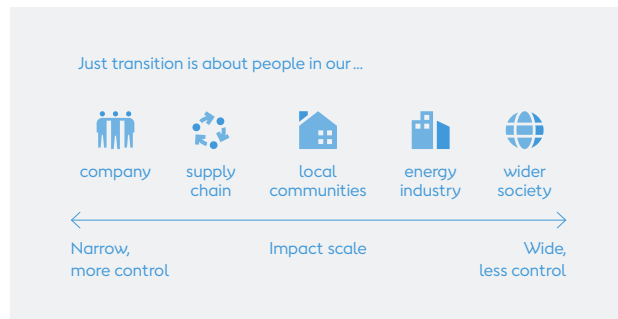 Just transition is about people in our...
company
supply
chain
local
communities
energy
industry
wider
society
Narrow,
more control
Impact scale
Wide,
less control